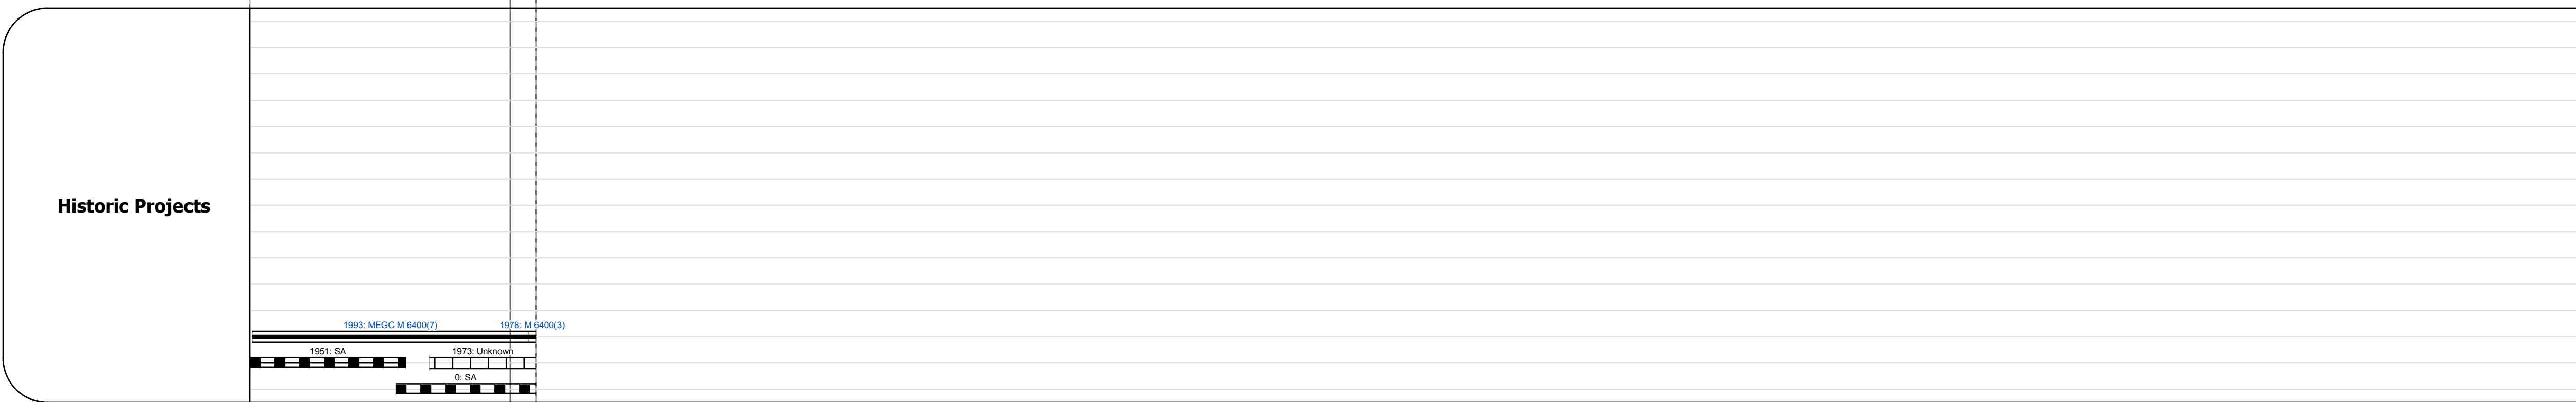 Historic Projects
1993: MEGC M 6400(7)
1978: M 6400(3)
1951: SA
1973: Unknown
0: SA